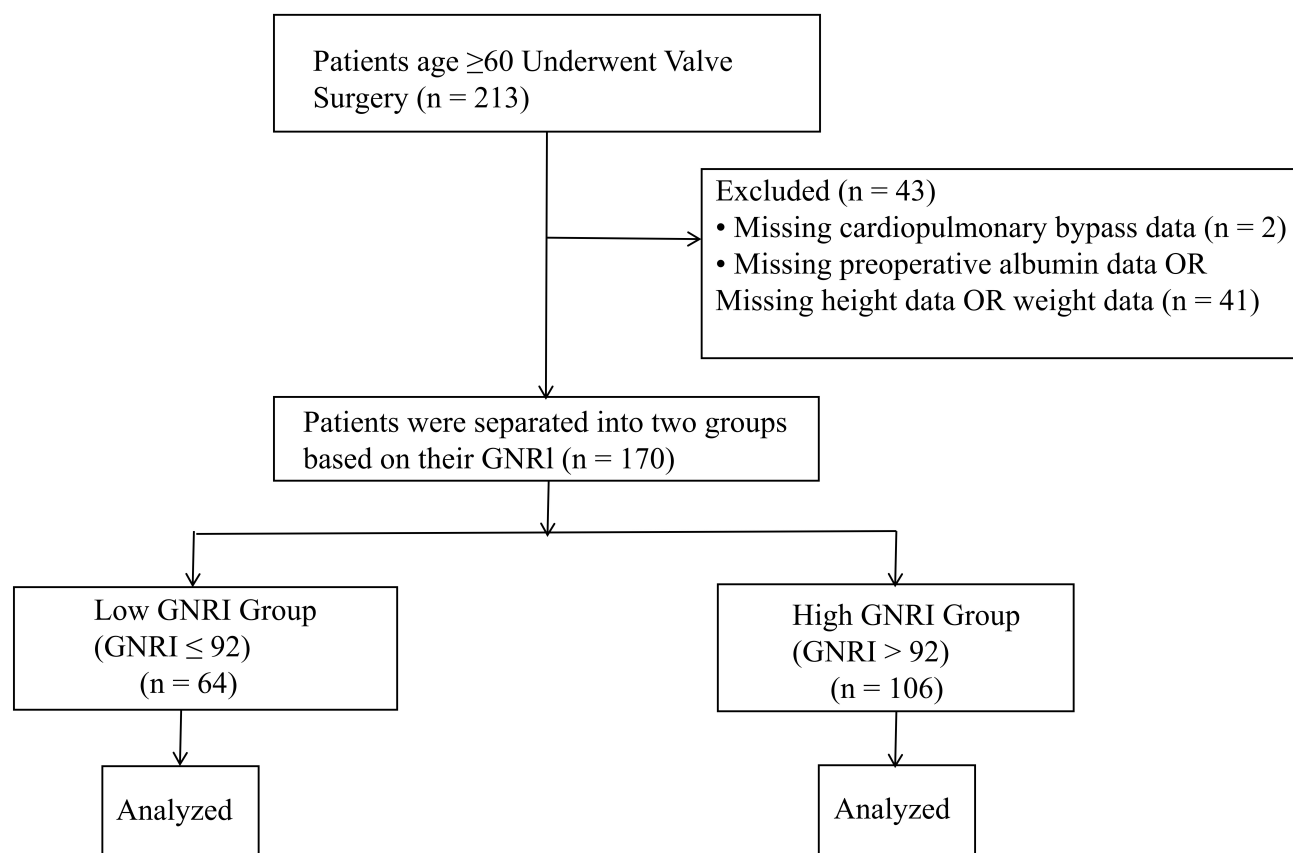 Patients age ≥60 Underwent Valve
Surgery (n = 213)
Excluded (n = 43)
• Missing cardiopulmonary bypass data (n = 2)
• Missing preoperative albumin data OR
Missing height data OR weight data (n = 41)
Patients were separated into two groups
based on their GNRl (n = 170)
Low GNRI Group
(GNRI ≤ 92)
(n = 64)
High GNRI Group
(GNRI > 92)
(n = 106)
Analyzed
Analyzed